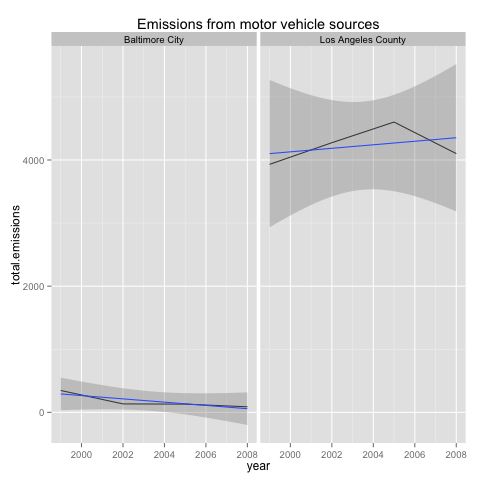 Emissions from motor vehicle sources
Baltimore City
Los Angeles County
total.emissions
4000
2000
0
2000
2002
2004
2006
2008
2000
2002
2004
2006
2008
year